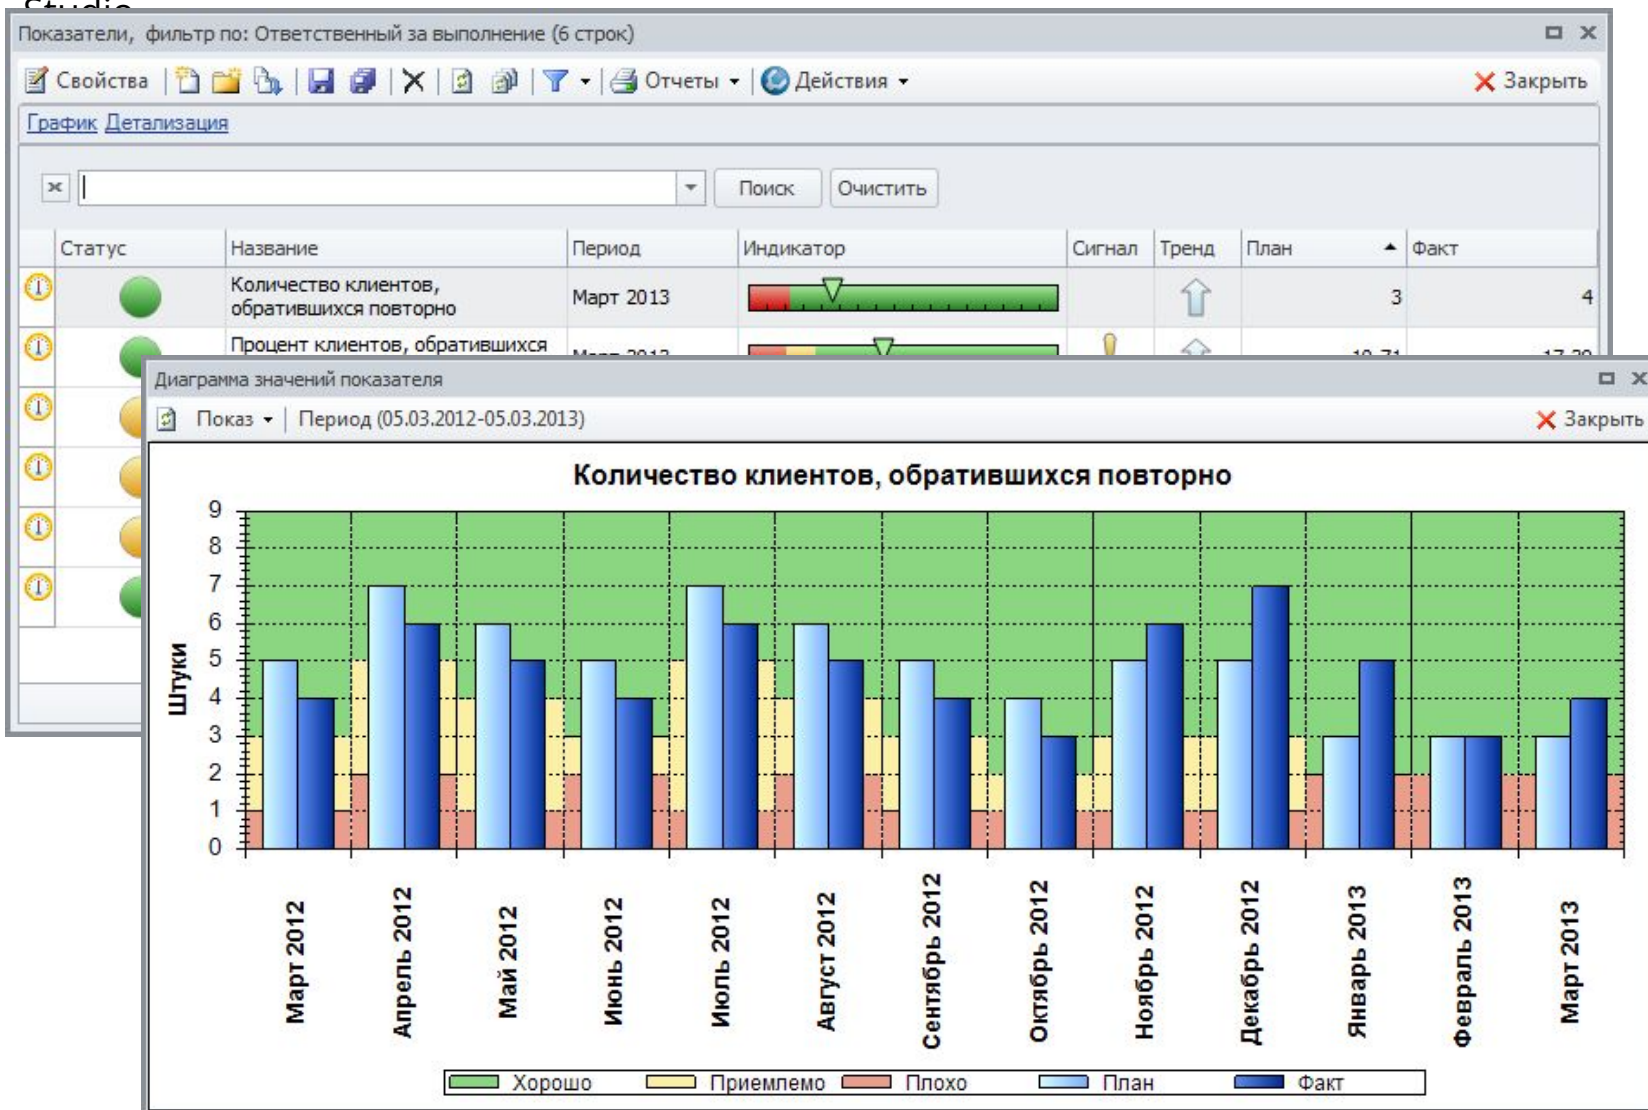 Studio
Показатели, фильтр по: Ответственный за выполнение (6 строк)
Свойства Отчеты Действия Закрыть
График Детализация
Поиск Очистить
Статус Название Период Индикатор Сигнал Тренд План Факт
Количество клиентов,
обратившихся повторно
Март 2013 3 4
Процент клиентов, обратившихся
Март 2013
Диаграмма значений показателя
Показ Период (05.03.2012-05.03.2013) Закрыть
Количество клиентов, обратившихся повторно
Штуки
9
8
7
6
5
4
3
2
1
0
Март 2012
Апрель 2012
Май 2012
Июнь 2012
Июль 2012
Август 2012
Сентябрь 2012
Октябрь 2012
Ноябрь 2012
Декабрь 2012
Январь 2013
Февраль 2013
Март 2013
Хорошо Приемлемо Плохо План Факт